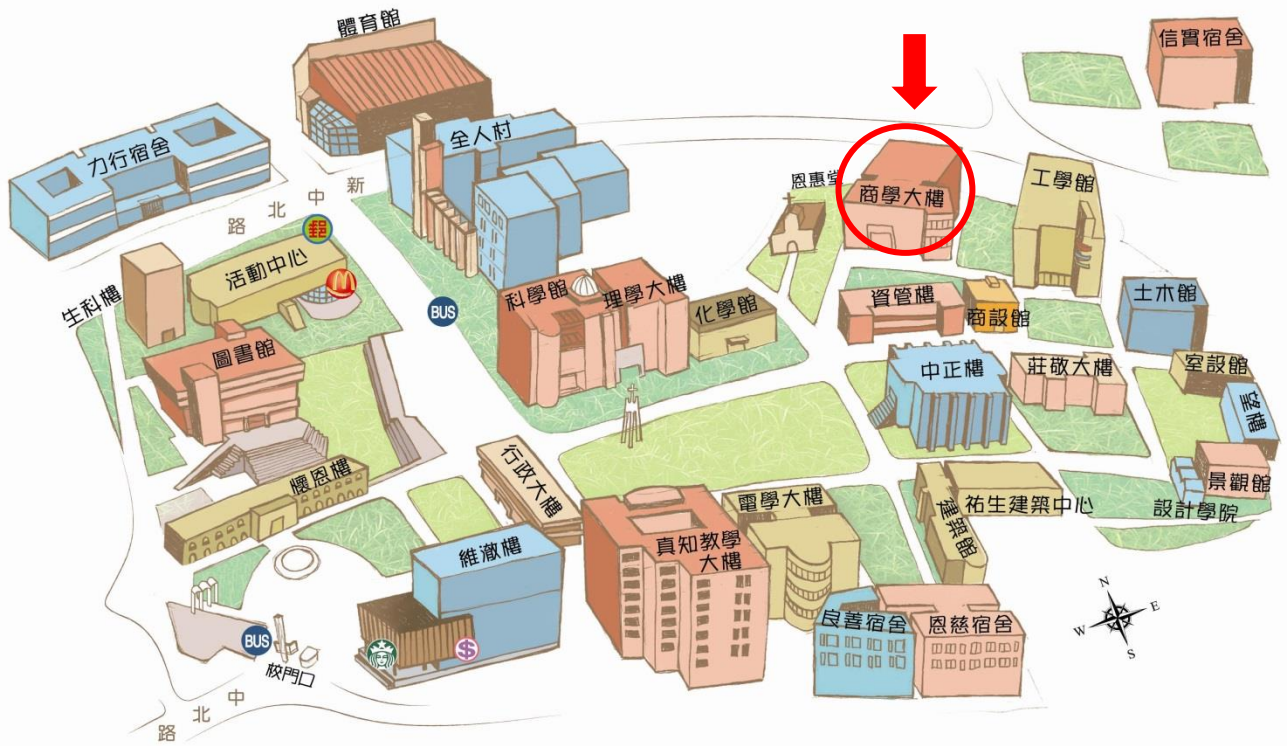 體育館
信實宿舍
力行宿舍
全人村
新中北路
恩惠堂
商學大樓
工學館
郵
活動中心
生科樓
BUS
科學館
理學大樓
化學館
資管樓
商設館
土木館
圖書館
中正樓
莊敬大樓
室設館
望樓
懷恩樓
行政大樓
電學大樓
建築館
祐生建築中心
景觀館
設計學院
維澈樓
真知教學
大樓
良善宿舍
恩慈宿舍
N
W
E
S
BUS
$
校門口
中北路